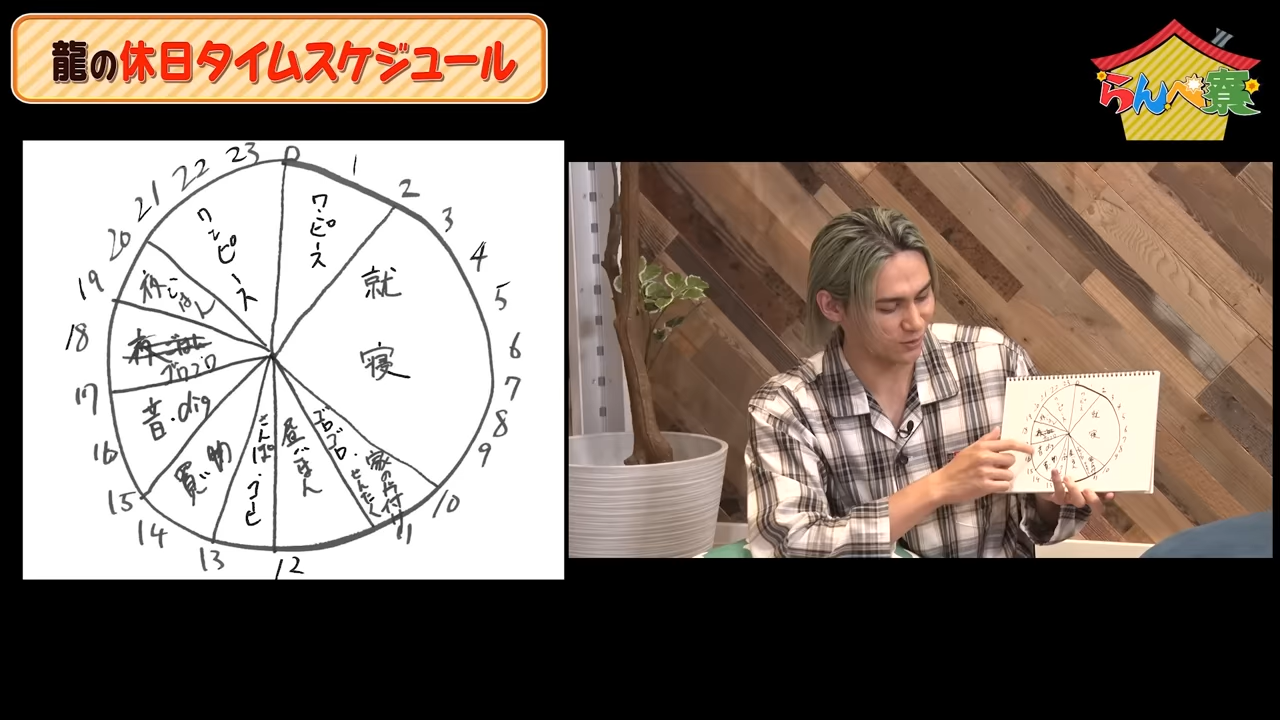 龍の休日タイムスケジュール
らんぺ寮
0
1
2
3
4
5
6
7
8
9
10
11
12
13
14
15
16
17
18
19
20
21
22
23
ワンピース
就寝
家の片付け
ゴロゴロ・せんたく
昼ごはん
さんぽ・コーヒ
買い物
音・dig
ゴロゴロ
夜ごはん
ワンピース